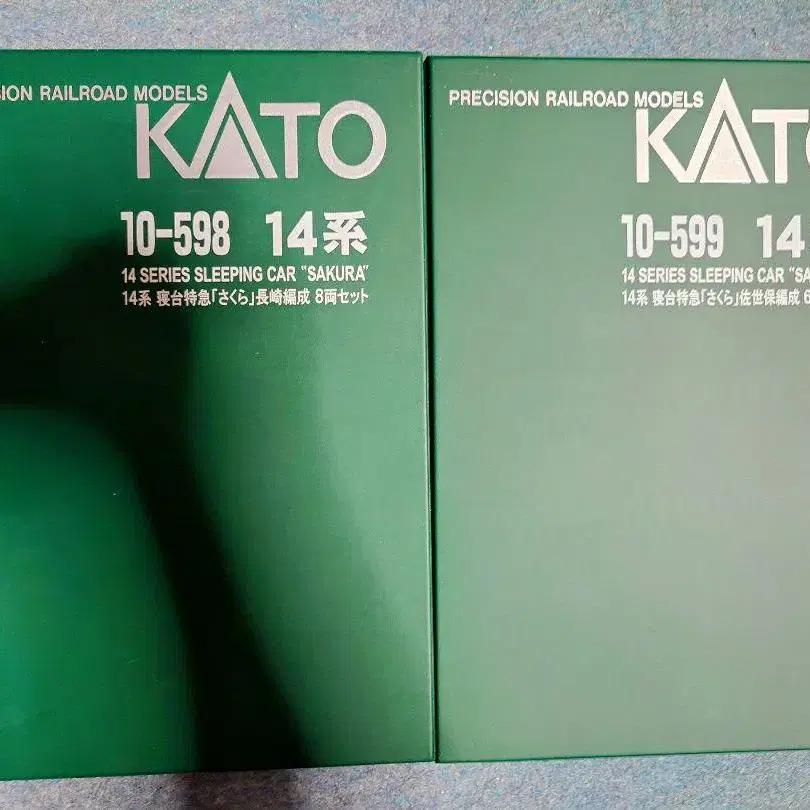 SION RAILROAD MODELS
KATO
10-598 14系
14 SERIES SLEEPING CAR "SAKURA"
14系 寝台特急「さくら」長崎編成 8両セット
PRECISION RAILROAD MODELS
KATO
10-599 14
14 SERIES SLEEPING CAR "SA
14系 寝台特急「さくら」佐世保編成 6